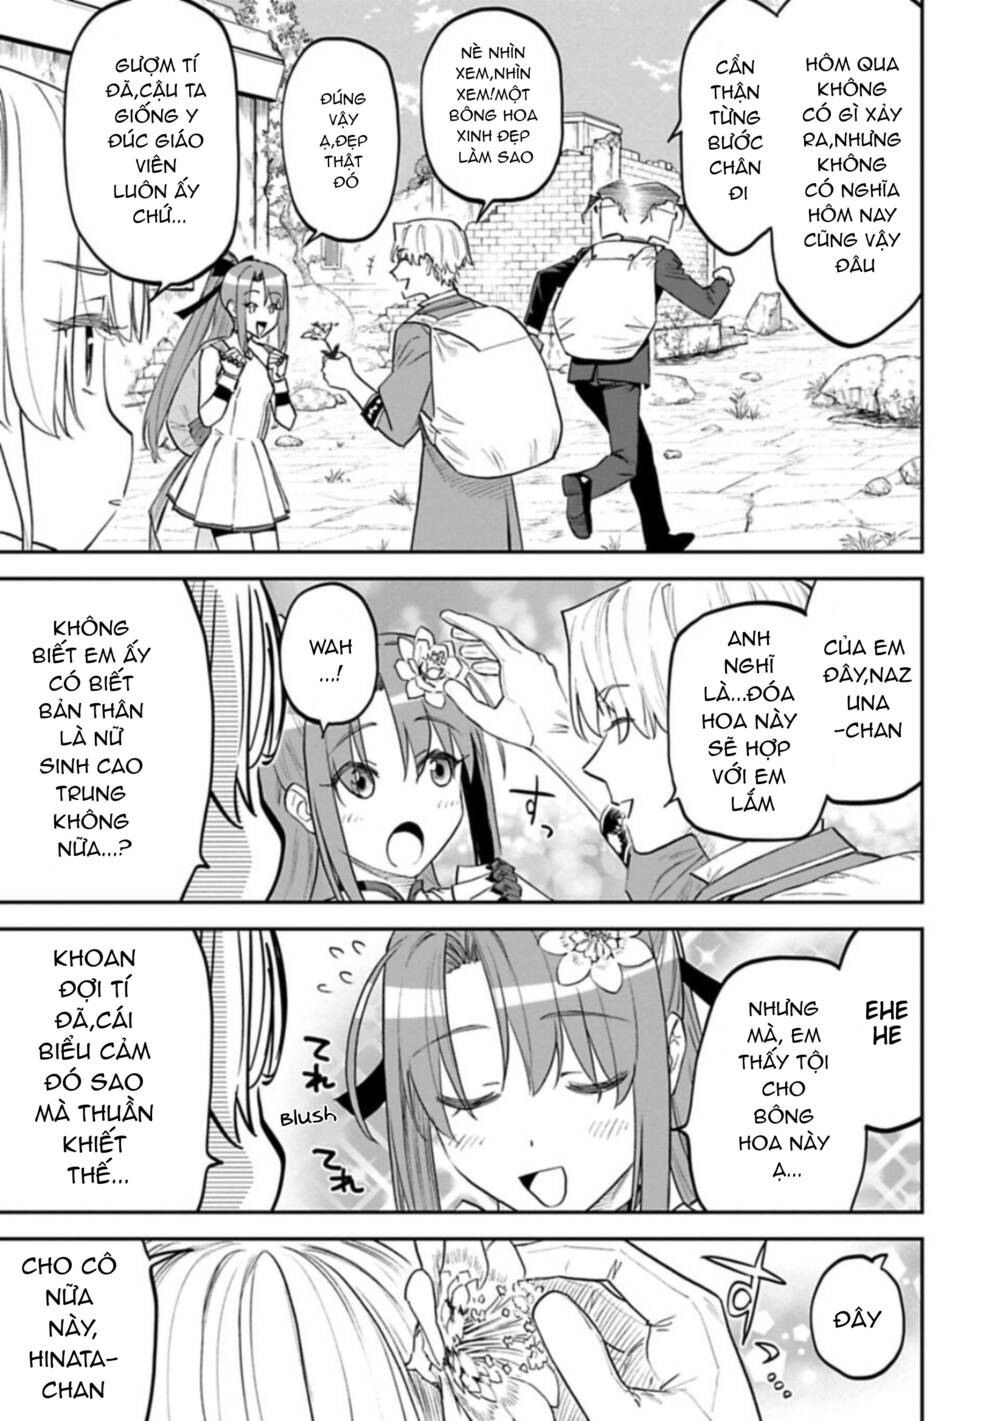 HÔM QUA
KHÔNG
CÓ GÌ XẢY
RA,NHƯNG
KHÔNG
CÓ NGHĨA
HÔM NAY
CŨNG VẬY
ĐÂU
CẨN
THẬN
TỪNG
BƯỚC
CHÂN
ĐI
NÈ NHÌN
XEM,NHÌN
XEM!MỘT
BÔNG HOA
XINH ĐẸP
LÀM SAO
ĐÚNG
VẬY
Ạ,ĐẸP
THẬT
ĐÓ
GƯỢM TÍ
ĐÃ,CẬU TA
GIỐNG Y
ĐÚC GIÁO
VIÊN
LUÔN ẤY
CHỨ...
CỦA EM
ĐÂY,NAZ
UNA
-CHAN
ANH
NGHĨ
LÀ...ĐÓA
HOA NÀY
SẼ HỢP
VỚI EM
LẮM
すっ
WAH
...!
KHÔNG
BIẾT EM ẤY
CÓ BIẾT
BẢN THÂN
LÀ NỮ
SINH CAO
TRUNG
KHÔNG
NỮA...?
EHE
HE
NHƯNG
MÀ, EM
THẤY TỘI
CHO
BÔNG
HOA NÀY
Ạ...
てれ
BLUSH
てれ
KHOAN
ĐỢI TÍ
ĐÃ,CÁI
BIỂU CẢM
ĐÓ SAO
MÀ THUẦN
KHIẾT
THẾ...
ĐÂY
CHO CÔ
NỮA
NÀY,
HINATA-
CHAN